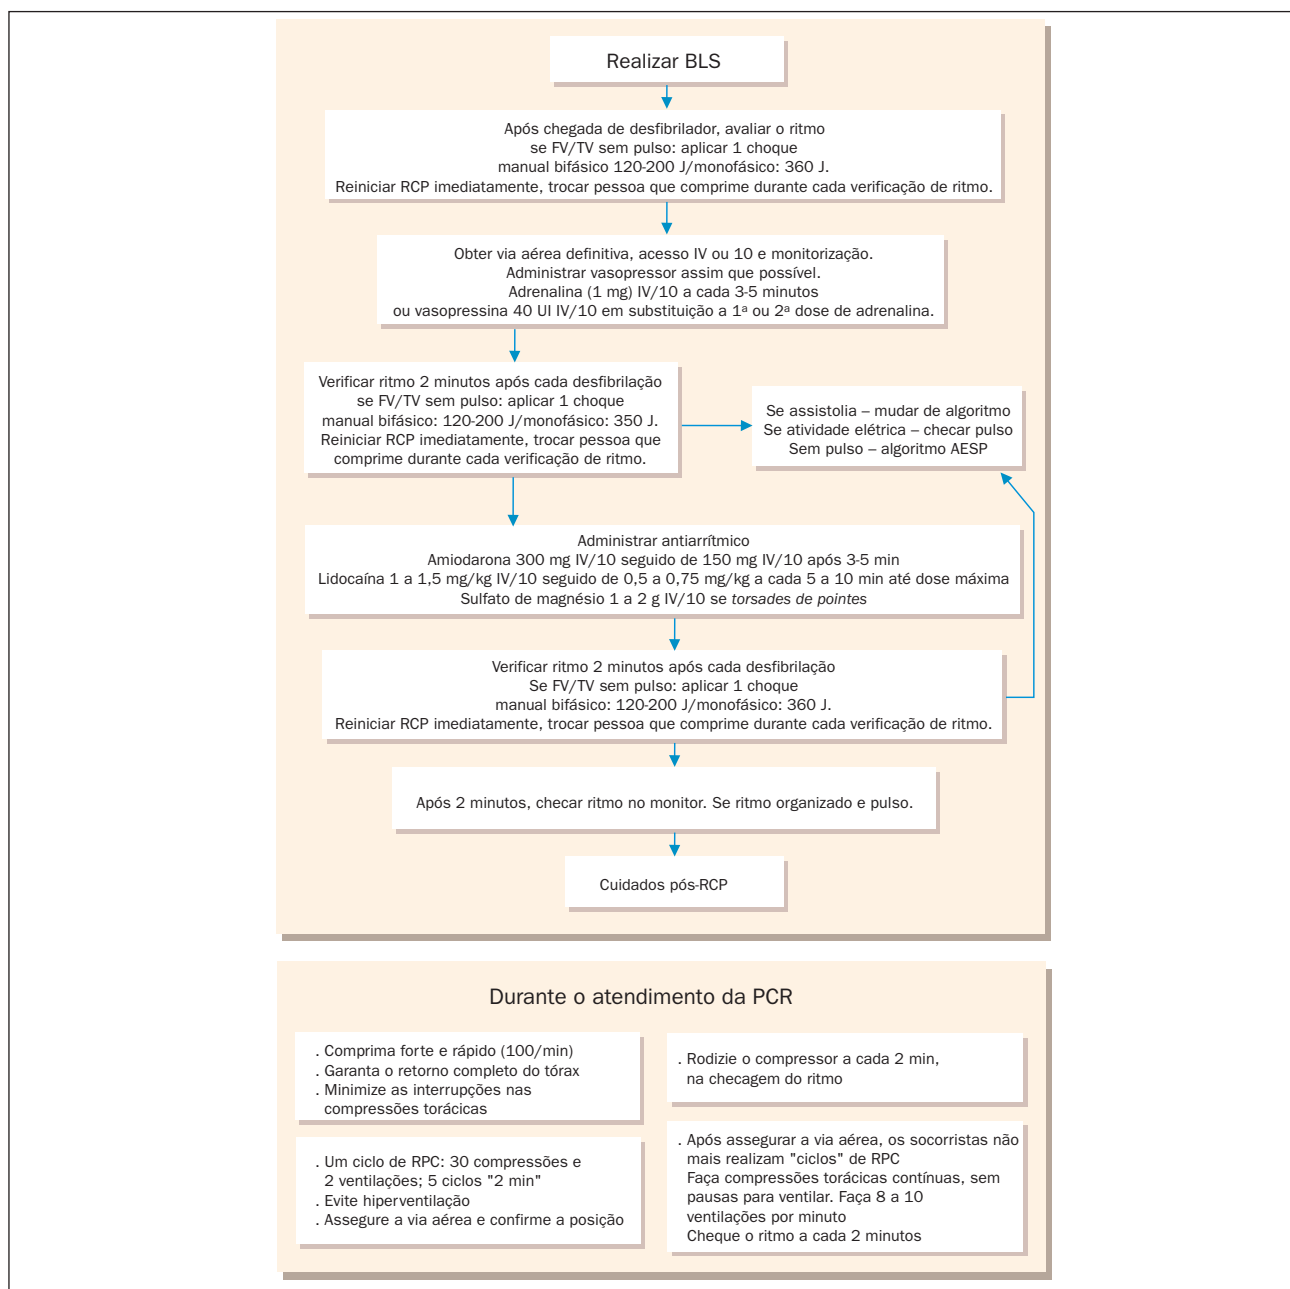 Realizar BLS
Após chegada de desfibrilador, avaliar o ritmo
se FV/TV sem pulso: aplicar 1 choque
manual bifásico 120-200 J/monofásico: 360 J.
Reiniciar RCP imediatamente, trocar pessoa que comprime durante cada verificação de ritmo.
Obter via aérea definitiva, acesso IV ou 10 e monitorização.
Administrar vasopressor assim que possível.
Adrenalina (1 mg) IV/10 a cada 3-5 minutos
ou vasopressina 40 UI IV/10 em substituição a 1ª ou 2ª dose de adrenalina.
Verificar ritmo 2 minutos após cada desfibrilação
se FV/TV sem pulso: aplicar 1 choque
manual bifásico: 120-200 J/monofásico: 350 J.
Reiniciar RCP imediatamente, trocar pessoa que
comprime durante cada verificação de ritmo.
Se assistolia – mudar de algoritmo
Se atividade elétrica – checar pulso
Sem pulso – algoritmo AESP
Administrar antiarrítmico
Amiodarona 300 mg IV/10 seguido de 150 mg IV/10 após 3-5 min
Lidocaína 1 a 1,5 mg/kg IV/10 seguido de 0,5 a 0,75 mg/kg a cada 5 a 10 min até dose máxima
Sulfato de magnésio 1 a 2 g IV/10 se torsades de pointes
Verificar ritmo 2 minutos após cada desfibrilação
Se FV/TV sem pulso: aplicar 1 choque
manual bifásico: 120-200 J/monofásico: 360 J.
Reiniciar RCP imediatamente, trocar pessoa que comprime durante cada verificação de ritmo.
Após 2 minutos, checar ritmo no monitor. Se ritmo organizado e pulso.
Cuidados pós-RCP
Durante o atendimento da PCR
. Comprima forte e rápido (100/min)
. Garanta o retorno completo do tórax
. Minimize as interrupções nas
compressões torácicas
. Um ciclo de RPC: 30 compressões e
2 ventilações; 5 ciclos "2 min"
. Evite hiperventilação
. Assegure a via aérea e confirme a posição
. Rodizie o compressor a cada 2 min,
na checagem do ritmo
. Após assegurar a via aérea, os socorristas não
mais realizam "ciclos" de RPC
Faça compressões torácicas contínuas, sem
pausas para ventilar. Faça 8 a 10
ventilações por minuto
Cheque o ritmo a cada 2 minutos